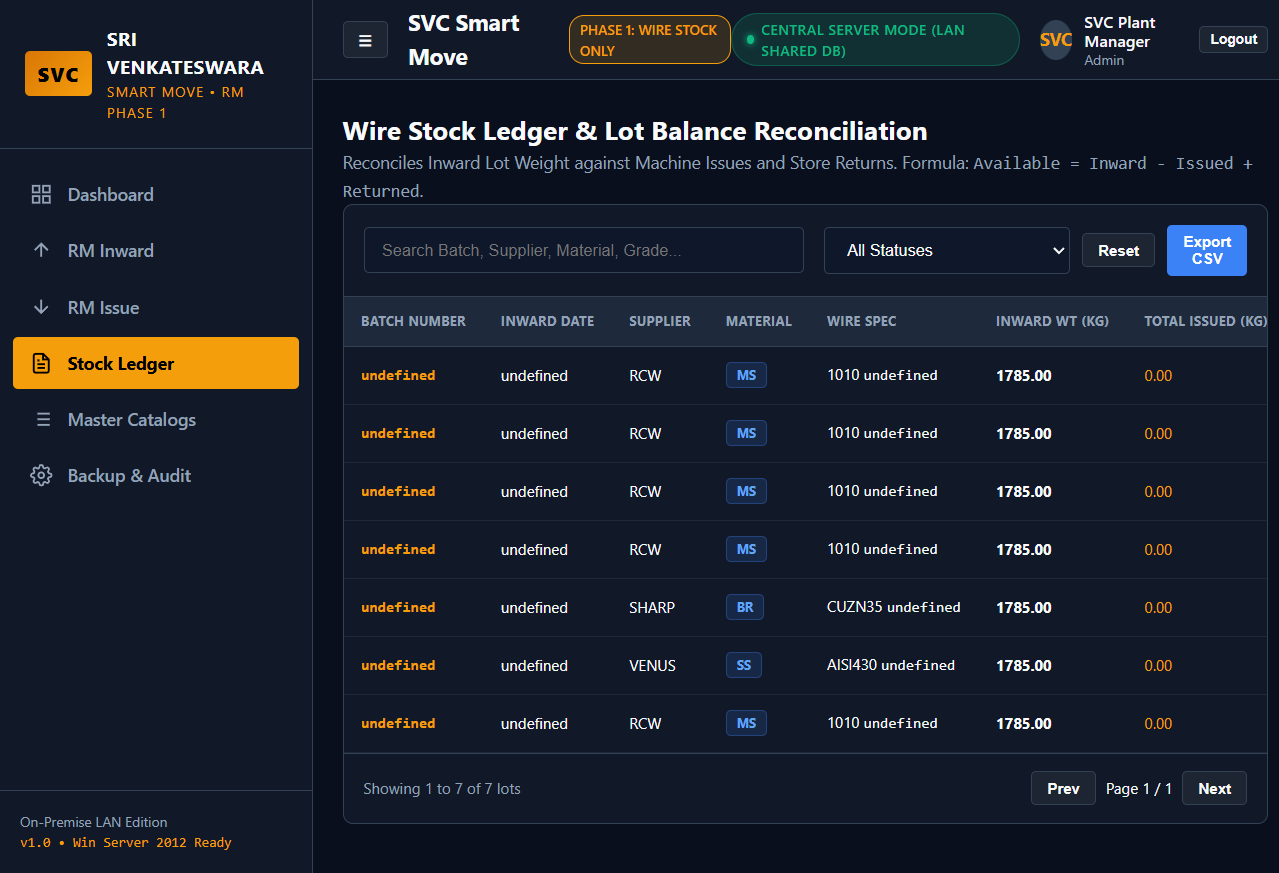 SVC
SRI
VENKATESWARA
SMART MOVE • RM
PHASE 1
Dashboard
RM Inward
RM Issue
Stock Ledger
Master Catalogs
Backup & Audit
On-Premise LAN Edition
v1.0 • Win Server 2012 Ready
SVC Smart
Move
PHASE 1: WIRE STOCK
ONLY
CENTRAL SERVER MODE (LAN
SHARED DB)
SVC
SVC Plant
Manager
Admin
Logout
Wire Stock Ledger & Lot Balance Reconciliation
Reconciles Inward Lot Weight against Machine Issues and Store Returns. Formula: Available = Inward - Issued +
Returned.
Search Batch, Supplier, Material, Grade...
All Statuses
Reset
Export
CSV
BATCH NUMBER INWARD DATE SUPPLIER MATERIAL WIRE SPEC INWARD WT (KG) TOTAL ISSUED (KG)
undefined undefined RCW MS 1010 undefined 1785.00 0.00
undefined undefined RCW MS 1010 undefined 1785.00 0.00
undefined undefined RCW MS 1010 undefined 1785.00 0.00
undefined undefined RCW MS 1010 undefined 1785.00 0.00
undefined undefined SHARP BR CUZN35 undefined 1785.00 0.00
undefined undefined VENUS SS AISI430 undefined 1785.00 0.00
undefined undefined RCW MS 1010 undefined 1785.00 0.00
Showing 1 to 7 of 7 lots
Prev
Page 1 / 1
Next